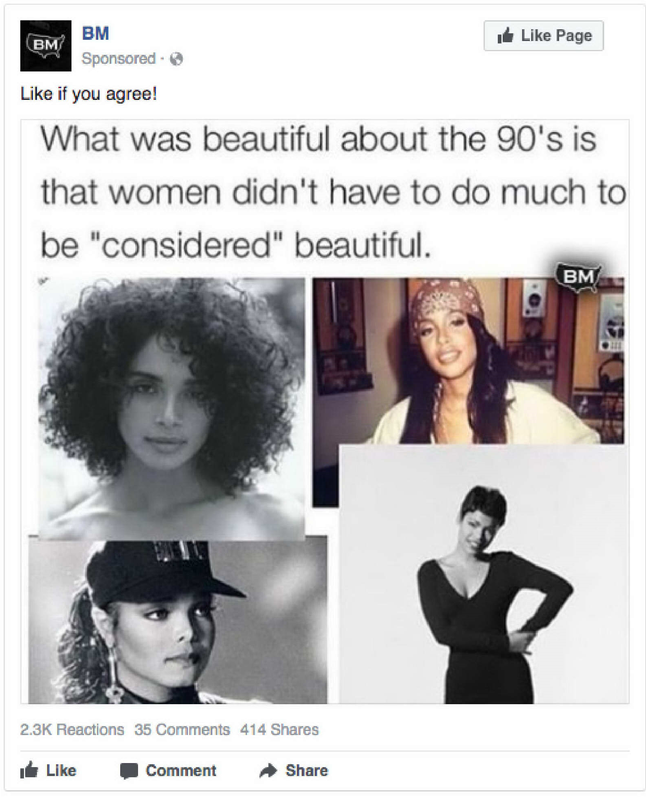 BM
BM
Sponsored ·
Like Page
Like if you agree!
What was beautiful about the 90's is
that women didn't have to do much to
be "considered" beautiful.
BM
2.3K Reactions 35 Comments 414 Shares
Like Comment Share